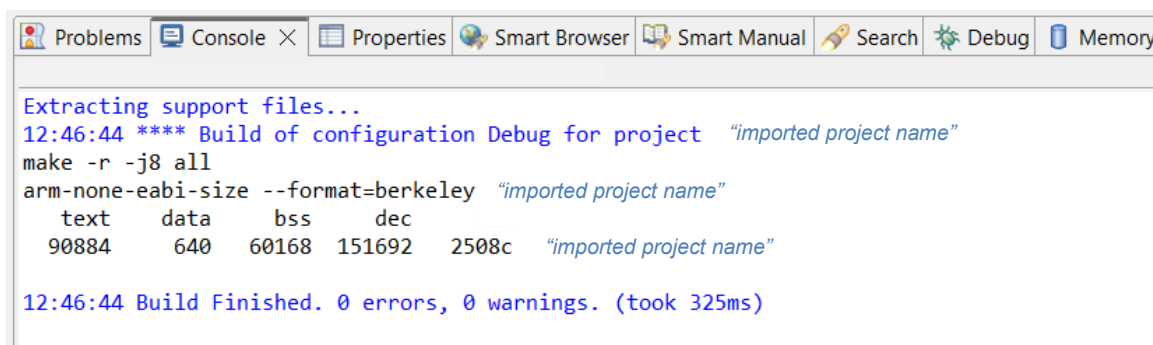 Problems Console Properties Smart Browser Smart Manual Search Debug Memory
Extracting support files...
12:46:44 **** Build of configuration Debug for project “imported project name”
make -r -j8 all
arm-none-eabi-size --format=berkeley “imported project name”
text data bss dec
90884 640 60168 151692 2508c “imported project name”
12:46:44 Build Finished. 0 errors, 0 warnings. (took 325ms)